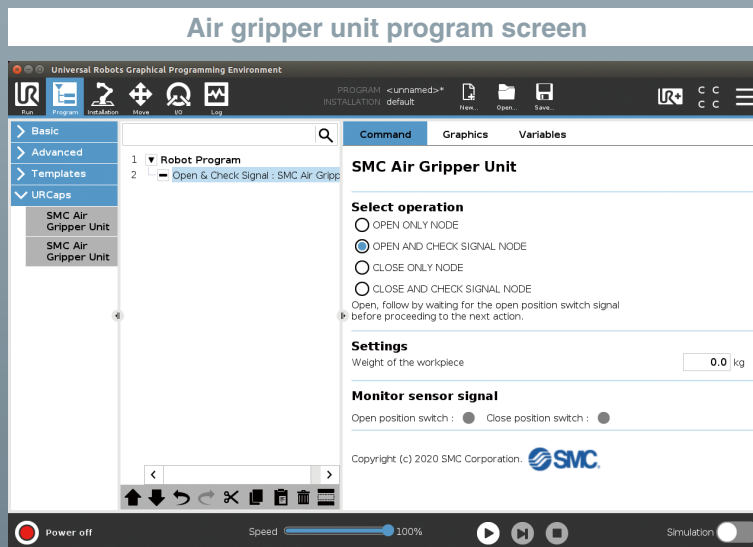 Air gripper unit program screen
Universal Robots Graphical Programming Environment
Run
Program
Installation
Move
I/O
Log
PROGRAM <unnamed>*
INSTALLATION default
New...
Open...
Save...
UR+
C C
C C
Basic
Advanced
Templates
URCaps
SMC Air
Gripper Unit
SMC Air
Gripper Unit
1 Robot Program
2 Open & Check Signal : SMC Air Gripp
Command Graphics Variables
SMC Air Gripper Unit
Select operation
OPEN ONLY NODE
OPEN AND CHECK SIGNAL NODE
CLOSE ONLY NODE
CLOSE AND CHECK SIGNAL NODE
Open, follow by waiting for the open position switch signal
before proceeding to the next action.
Settings
Weight of the workpiece 0.0 kg
Monitor sensor signal
Open position switch : Close position switch :
Copyright (c) 2020 SMC Corporation. SMC.
Power off
Speed 100%
Simulation